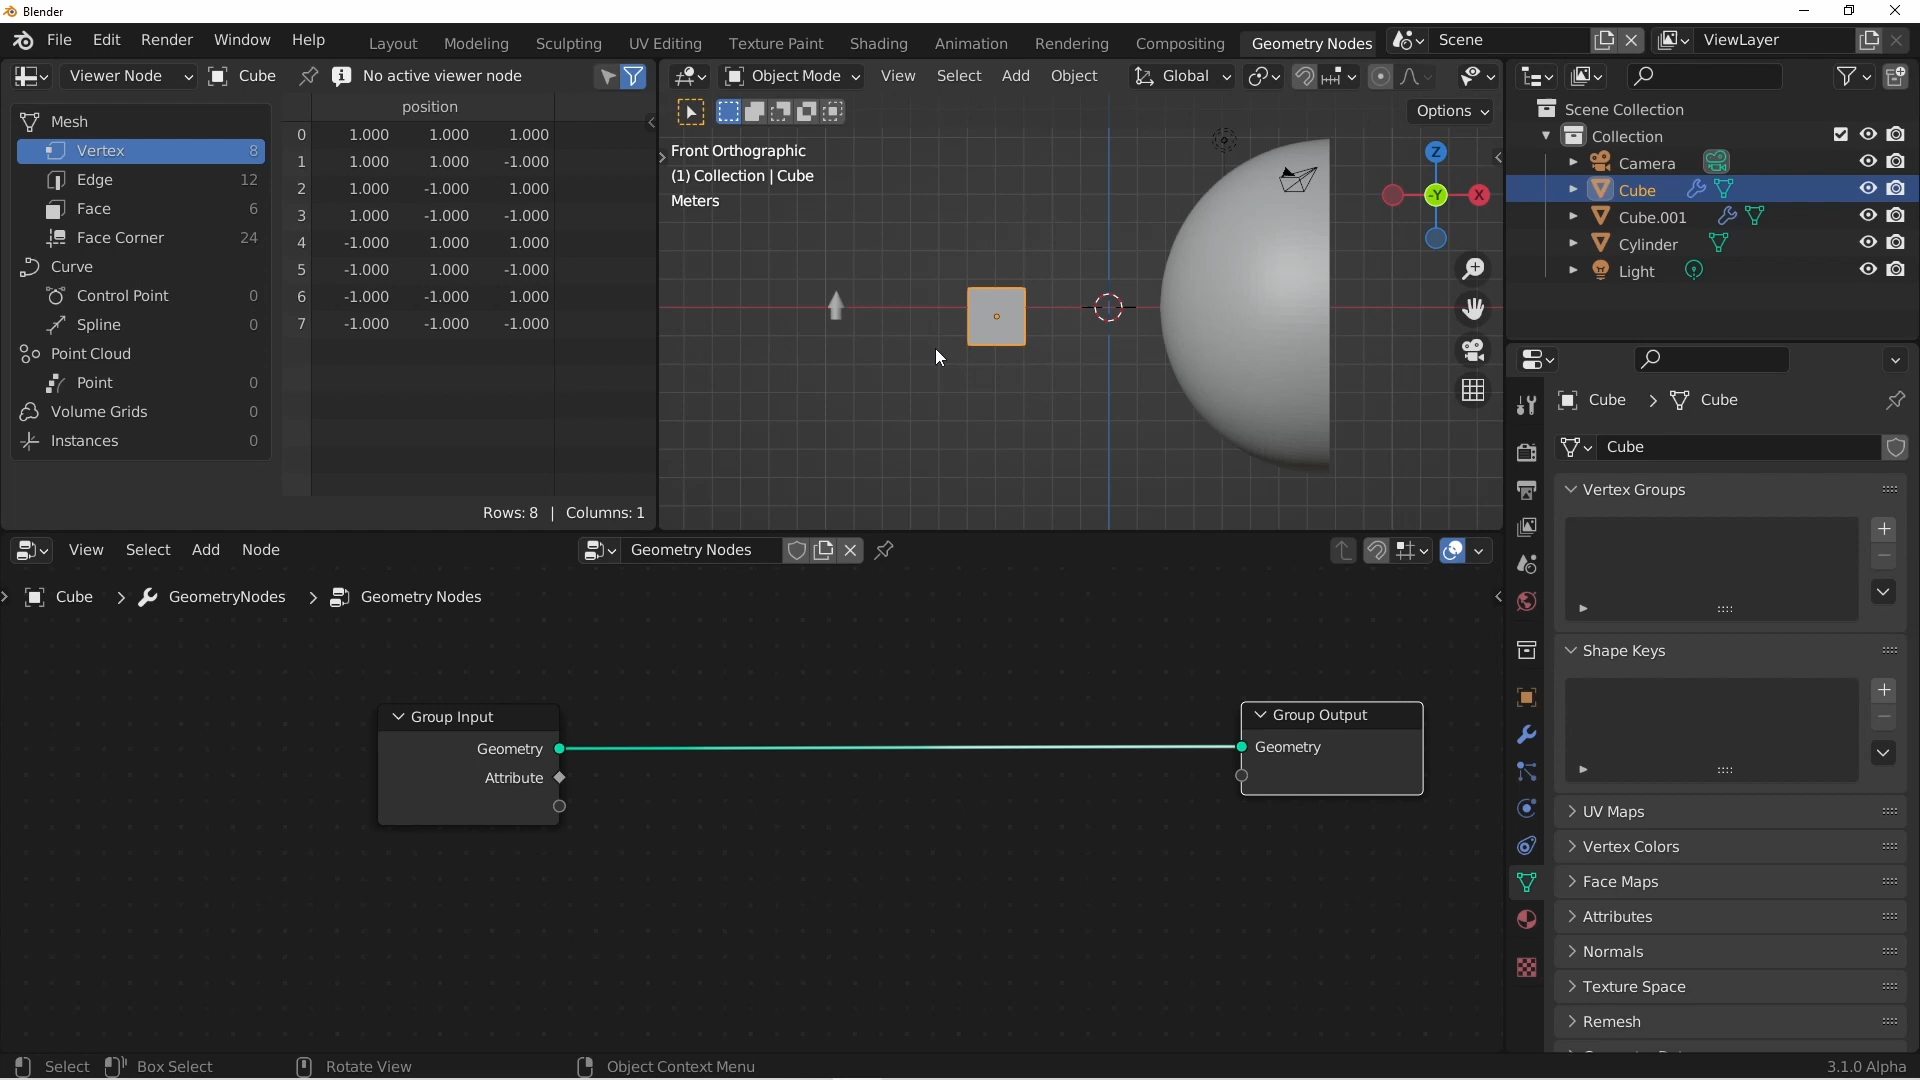 Blender
File Edit Render Window Help Layout Modeling Sculpting UV Editing Texture Paint Shading Animation Rendering Compositing Geometry Nodes Scene ViewLayer
Viewer Node Cube No active viewer node
Mesh
Vertex 8
Edge 12
Face 6
Face Corner 24
Curve
Control Point 0
Spline 0
Point Cloud
Point 0
Volume Grids 0
Instances 0
position
0 1.000 1.000 1.000
1 1.000 1.000 -1.000
2 1.000 -1.000 1.000
3 1.000 -1.000 -1.000
4 -1.000 1.000 1.000
5 -1.000 1.000 -1.000
6 -1.000 -1.000 1.000
7 -1.000 -1.000 -1.000
Rows: 8 | Columns: 1
Object Mode View Select Add Object Global
Options
Front Orthographic
(1) Collection | Cube
Meters
Z
-Y X
Scene Collection
Collection
Camera
Cube
Cube.001
Cylinder
Light
Cube Cube
Cube
Vertex Groups
Shape Keys
UV Maps
Vertex Colors
Face Maps
Attributes
Normals
Texture Space
Remesh
View Select Add Node Geometry Nodes
Cube GeometryNodes Geometry Nodes
Group Input
Geometry
Attribute
Group Output
Geometry
Select Box Select Rotate View Object Context Menu 3.1.0 Alpha